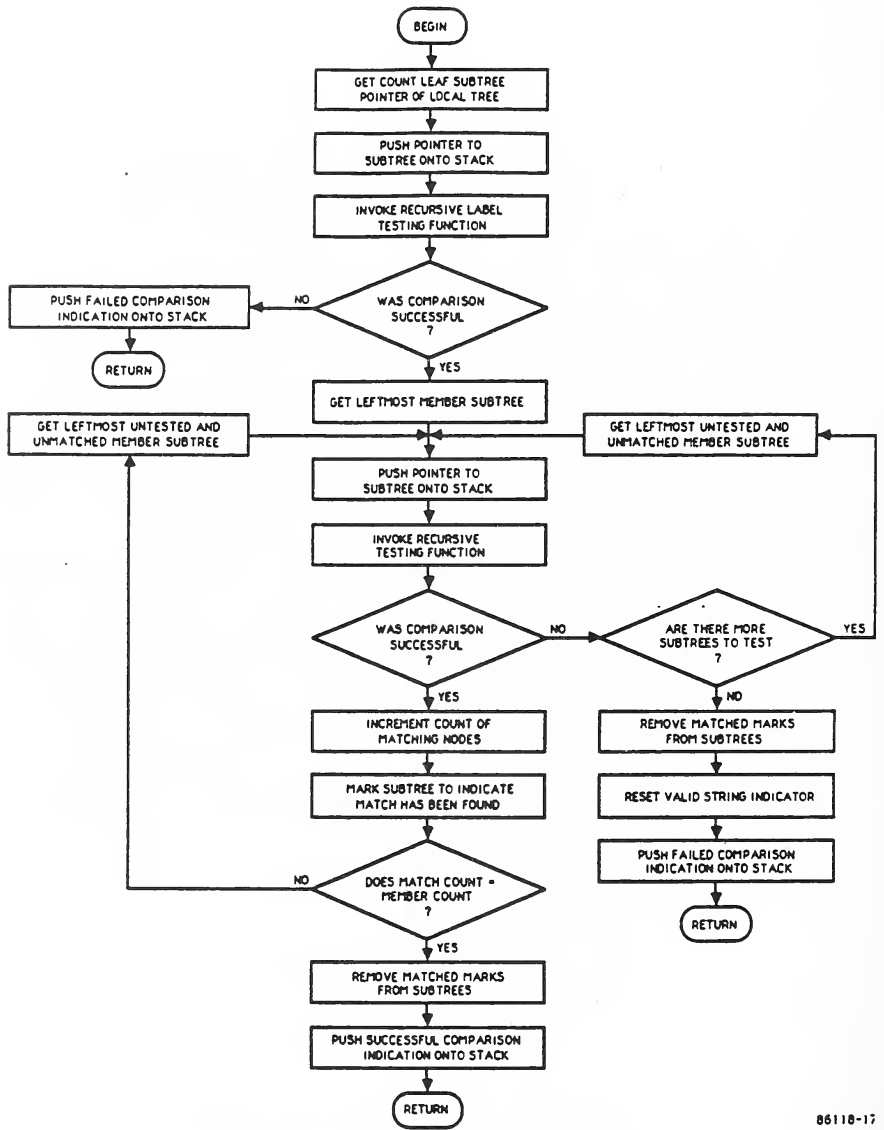 BEGIN
GET COUNT LEAF SUBTREE
POINTER OF LOCAL TREE
PUSH POINTER TO
SUBTREE ONTO STACK
INVOKE RECURSIVE LABEL
TESTING FUNCTION
WAS COMPARISON
SUCCESSFUL
?
NO
PUSH FAILED COMPARISON
INDICATION ONTO STACK
RETURN
YES
GET LEFTMOST MEMBER SUBTREE
GET LEFTMOST UNTESTED AND
UNMATCHED MEMBER SUBTREE
GET LEFTMOST UNTESTED AND
UNMATCHED MEMBER SUBTREE
PUSH POINTER TO
SUBTREE ONTO STACK
INVOKE RECURSIVE
TESTING FUNCTION
WAS COMPARISON
SUCCESSFUL
?
NO
ARE THERE MORE
SUBTREES TO TEST
?
YES
YES
NO
INCREMENT COUNT OF
MATCHING NODES
REMOVE MATCHED MARKS
FROM SUBTREES
MARK SUBTREE TO INDICATE
MATCH HAS BEEN FOUND
RESET VALID STRING INDICATOR
PUSH FAILED COMPARISON
INDICATION ONTO STACK
RETURN
NO
DOES MATCH COUNT =
MEMBER COUNT
?
YES
REMOVE MATCHED MARKS
FROM SUBTREES
PUSH SUCCESSFUL COMPARISON
INDICATION ONTO STACK
RETURN
86118-17